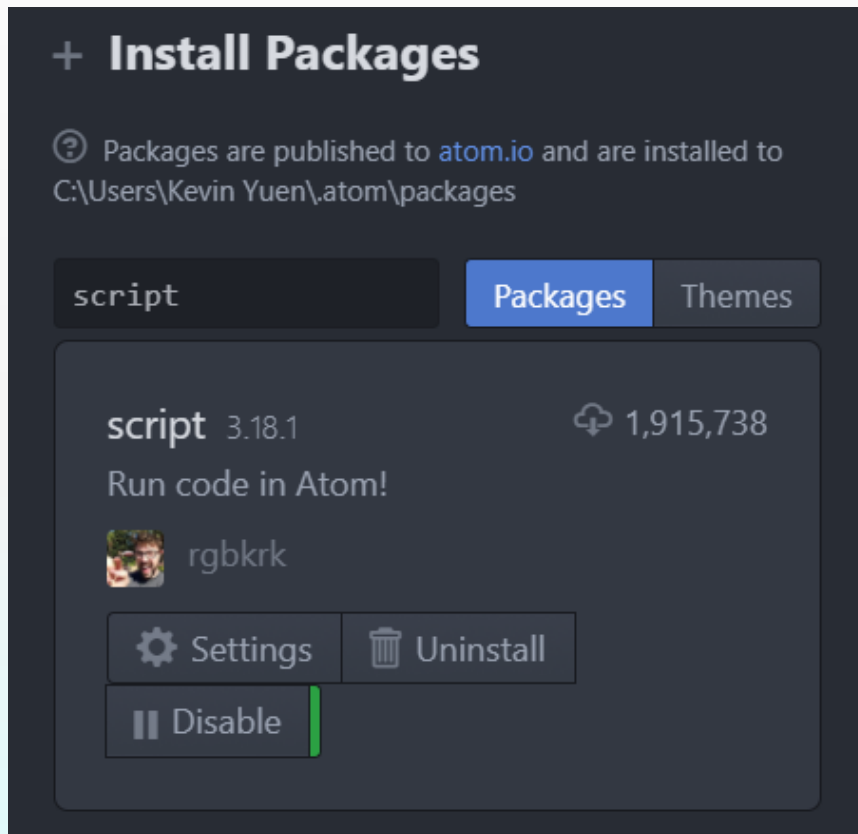 Install Packages
Packages are published to atom.io and are installed to
C:\Users\Kevin Yuen\.atom\packages
script
Packages Themes
script 3.18.1 1,915,738
Run code in Atom!
rgbkrk
Settings Uninstall
Disable